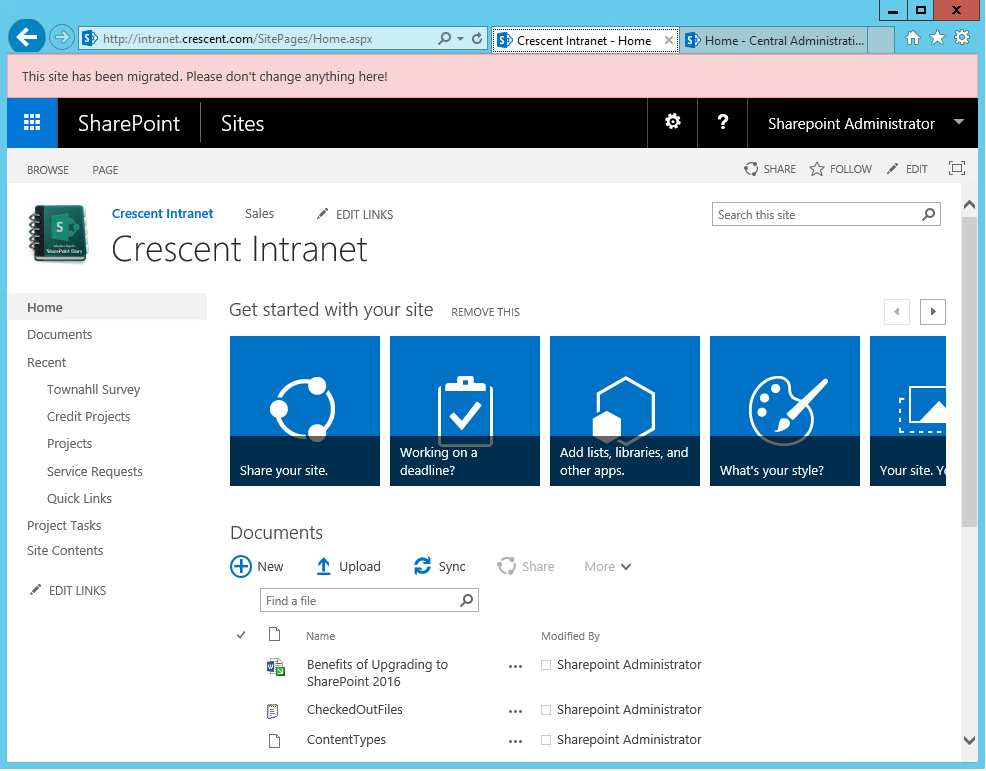 http://intranet.crescent.com/SitePages/Home.aspx
Crescent Intranet - Home
Home - Central Administrati...
This site has been migrated. Please don't change anything here!
SharePoint
Sites
?
Sharepoint Administrator
BROWSE
PAGE
SHARE
FOLLOW
EDIT
Crescent Intranet
Sales
EDIT LINKS
Search this site
S
SharePoint Diary
Crescent Intranet
Home
Documents
Recent
Townahll Survey
Credit Projects
Projects
Service Requests
Quick Links
Project Tasks
Site Contents
EDIT LINKS
Get started with your site
REMOVE THIS
Share your site.
Working on a
deadline?
Add lists, libraries, and
other apps.
What's your style?
Your site. Yo
Documents
New
Upload
Sync
Share
More
Find a file
Name
Modified By
Benefits of Upgrading to
SharePoint 2016
Sharepoint Administrator
CheckedOutFiles
Sharepoint Administrator
ContentTypes
Sharepoint Administrator